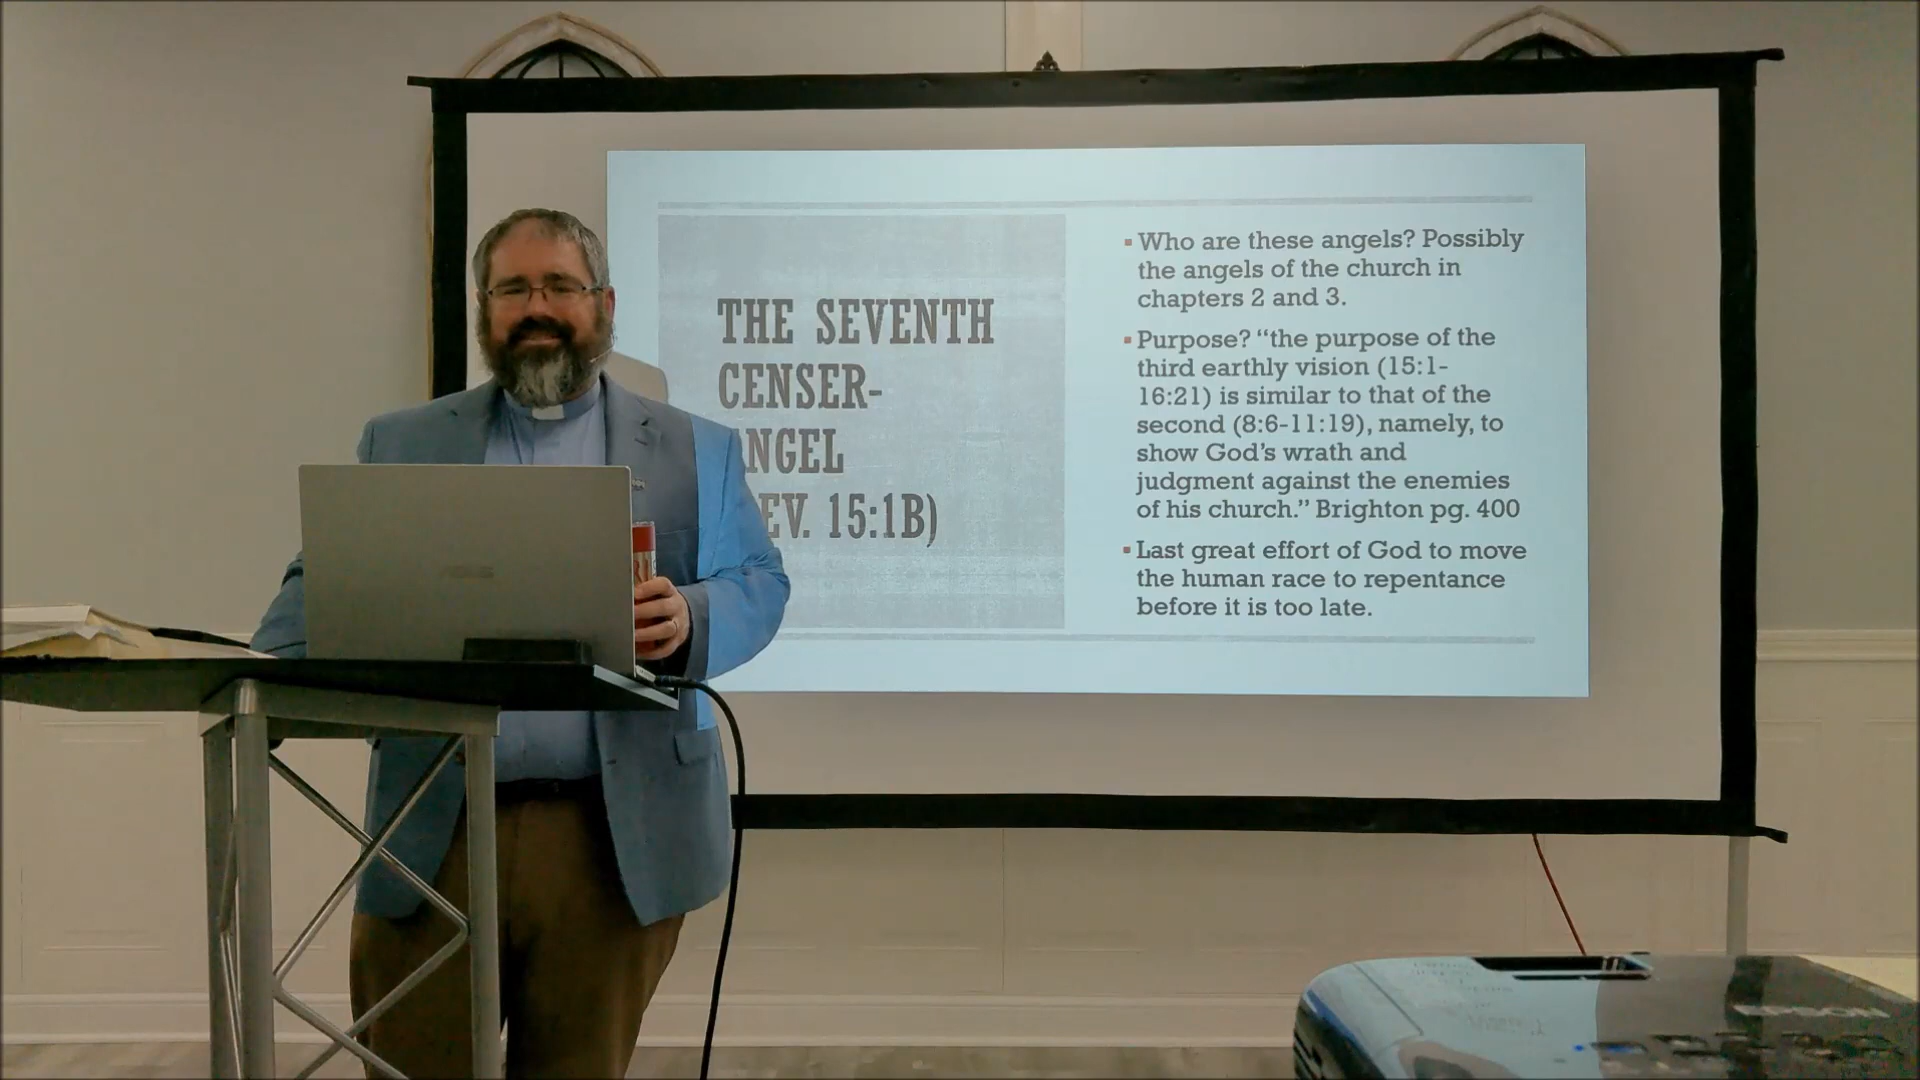 THE SEVENTH
CENSER-
NGEL
EV. 15:1B)
▪ Who are these angels? Possibly
the angels of the church in
chapters 2 and 3.
▪ Purpose? “the purpose of the
third earthly vision (15:1-
16:21) is similar to that of the
second (8:6-11:19), namely, to
show God’s wrath and
judgment against the enemies
of his church.” Brighton pg. 400
▪ Last great effort of God to move
the human race to repentance
before it is too late.
ASUS